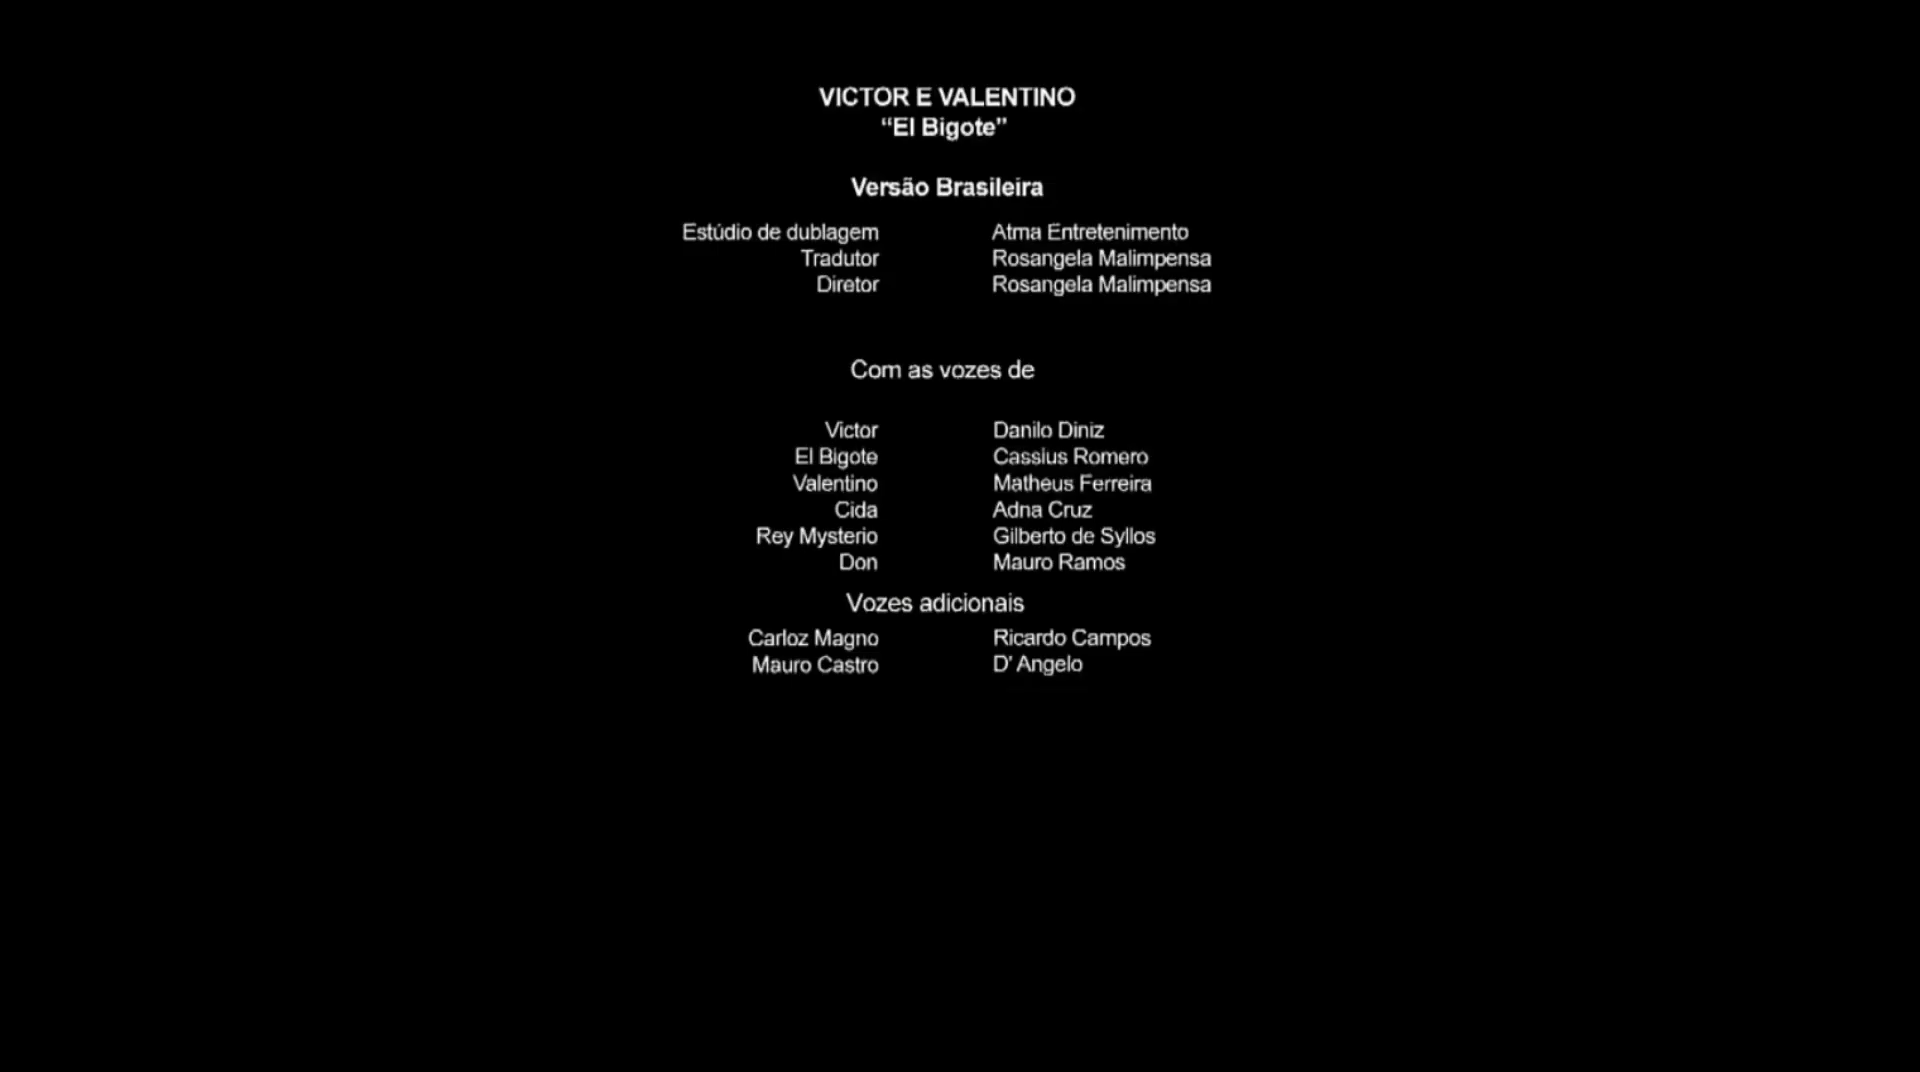 VICTOR E VALENTINO
“El Bigote”
Versão Brasileira
Estúdio de dublagem Atma Entretenimento
Tradutor Rosangela Malimpensa
Diretor Rosangela Malimpensa
Com as vozes de
Victor Danilo Diniz
El Bigote Cassius Romero
Valentino Matheus Ferreira
Cida Adna Cruz
Rey Mysterio Gilberto de Syllos
Don Mauro Ramos
Vozes adicionais
Carloz Magno Ricardo Campos
Mauro Castro D' Angelo